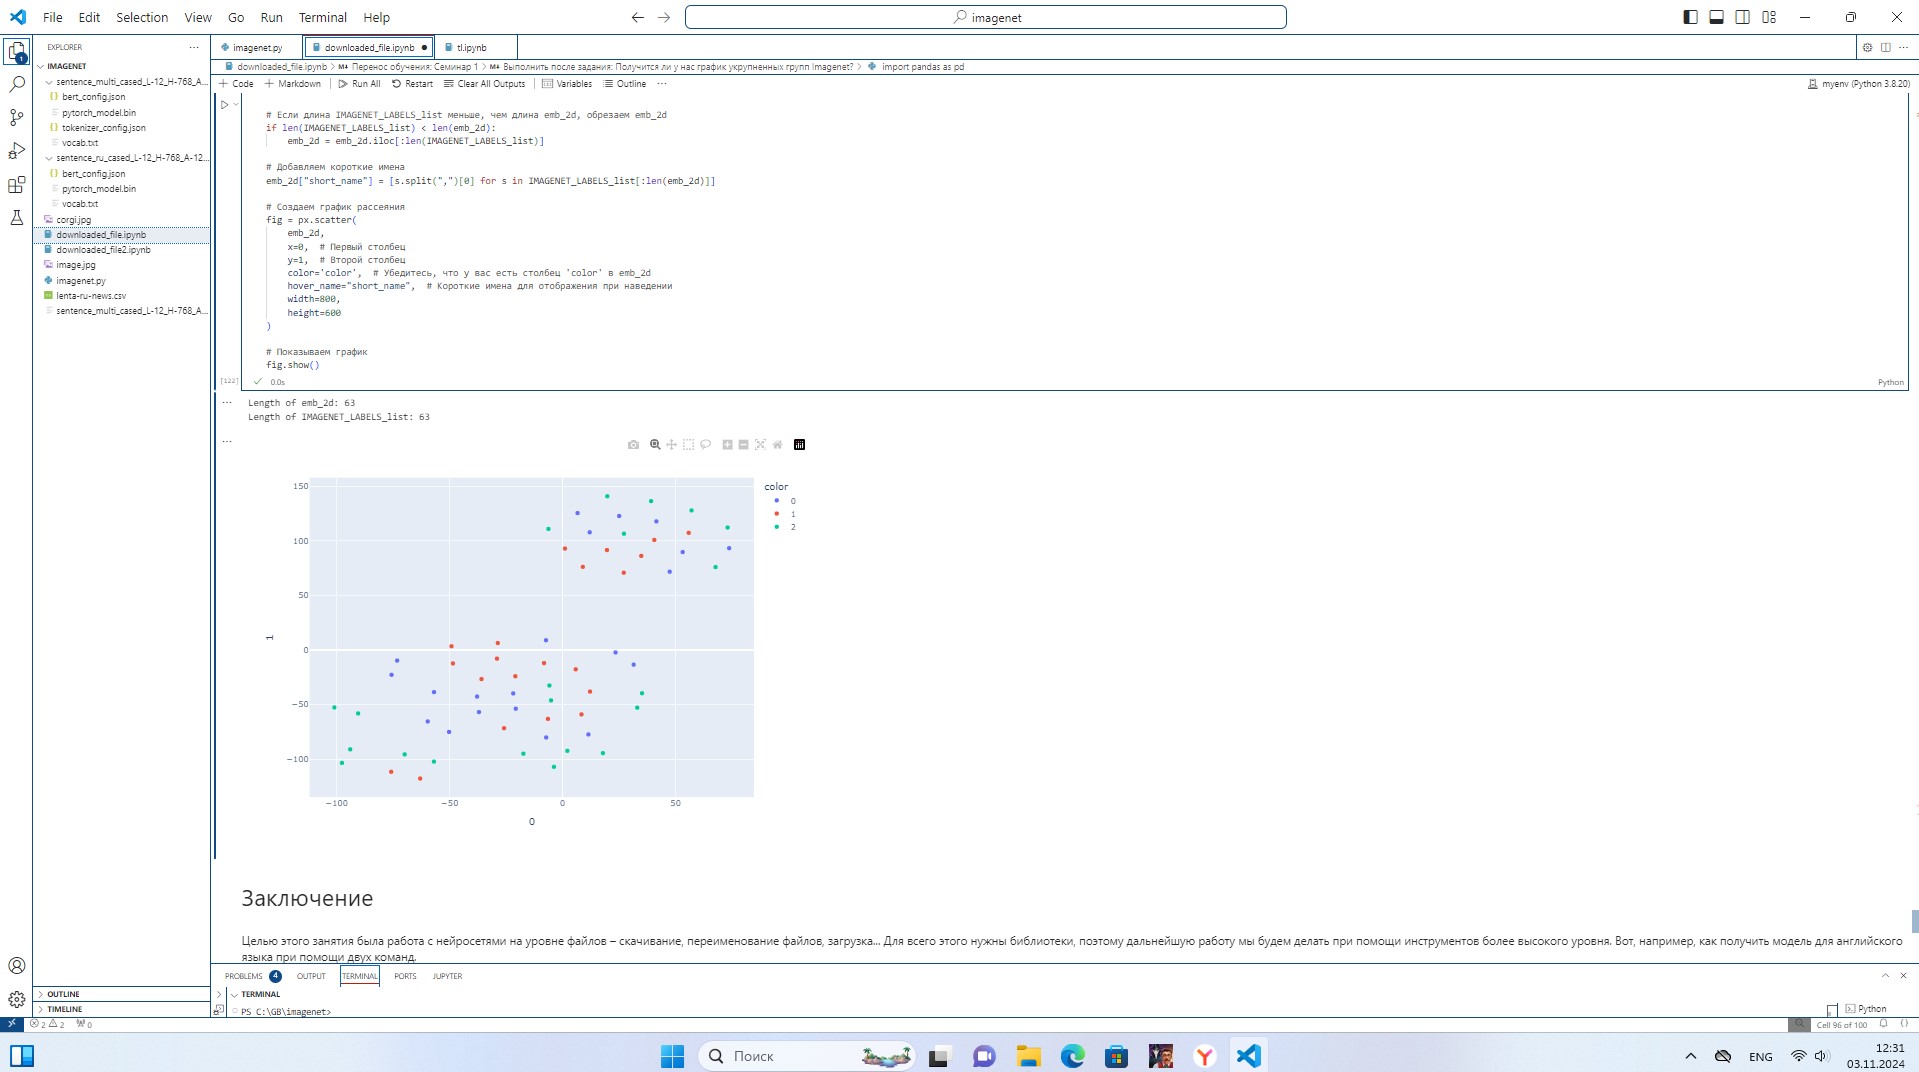 File Edit Selection View Go Run Terminal Help
imagenet
EXPLORER
imagenet.py
downloaded_file.ipynb
tl.ipynb
IMAGENET
sentence_multi_cased_L-12_H-768_A...
bert_config.json
pytorch_model.bin
tokenizer_config.json
vocab.txt
sentence_ru_cased_L-12_H-768_A-12...
bert_config.json
pytorch_model.bin
vocab.txt
corgi.jpg
downloaded_file.ipynb
downloaded_file2.ipynb
image.jpg
imagenet.py
lenta-ru-news.csv
sentence_multi_cased_L-12_H-768_A...
OUTLINE
TIMELINE
downloaded_file.ipynb > M↓ Перенос обучения: Семинар 1 > M↓ Выполнить после задания: Получится ли у нас график укрупненных групп Imagenet? > import pandas as pd
+ Code + Markdown Run All Restart Clear All Outputs Variables Outline ...
myenv (Python 3.8.20)
# Если длина IMAGENET_LABELS_list меньше, чем длина emb_2d, обрезаем emb_2d
if len(IMAGENET_LABELS_list) < len(emb_2d):
emb_2d = emb_2d.iloc[:len(IMAGENET_LABELS_list)]
# Добавляем короткие имена
emb_2d["short_name"] = [s.split(",")[0] for s in IMAGENET_LABELS_list[:len(emb_2d)]]
# Создаем график рассеяния
fig = px.scatter(
emb_2d,
x=0, # Первый столбец
y=1, # Второй столбец
color='color', # Убедитесь, что у вас есть столбец 'color' в emb_2d
hover_name="short_name", # Короткие имена для отображения при наведении
width=800,
height=600
)
# Показываем график
fig.show()
[122]
0.0s
Python
Length of emb_2d: 63
Length of IMAGENET_LABELS_list: 63
color
0
1
2
150
100
50
0
−50
−100
1
−100 −50 0 50
0
Заключение
Целью этого занятия была работа с нейросетями на уровне файлов – скачивание, переименование файлов, загрузка... Для всего этого нужны библиотеки, поэтому дальнейшую работу мы будем делать при помощи инструментов более высокого уровня. Вот, например, как получить модель для английского
языка при помощи двух команд.
PROBLEMS 4 OUTPUT TERMINAL PORTS JUPYTER
TERMINAL
PS C:\GB\imagenet>
Python
2 2 0
Cell 96 of 100
Поиск
ENG
12:31
03.11.2024